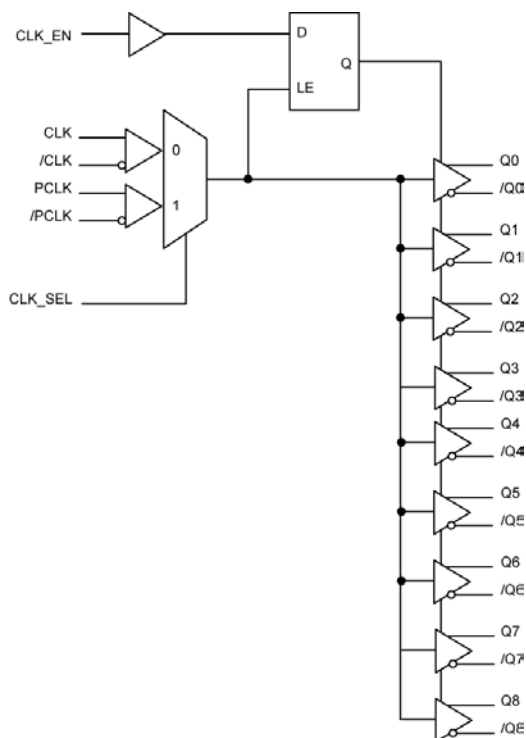 CLK_EN
D
Q
LE
CLK
/CLK
PCLK
/PCLK
0
1
CLK_SEL
Q0
/Q0
Q1
/Q1
Q2
/Q2
Q3
/Q3
Q4
/Q4
Q5
/Q5
Q6
/Q6
Q7
/Q7
Q8
/Q8